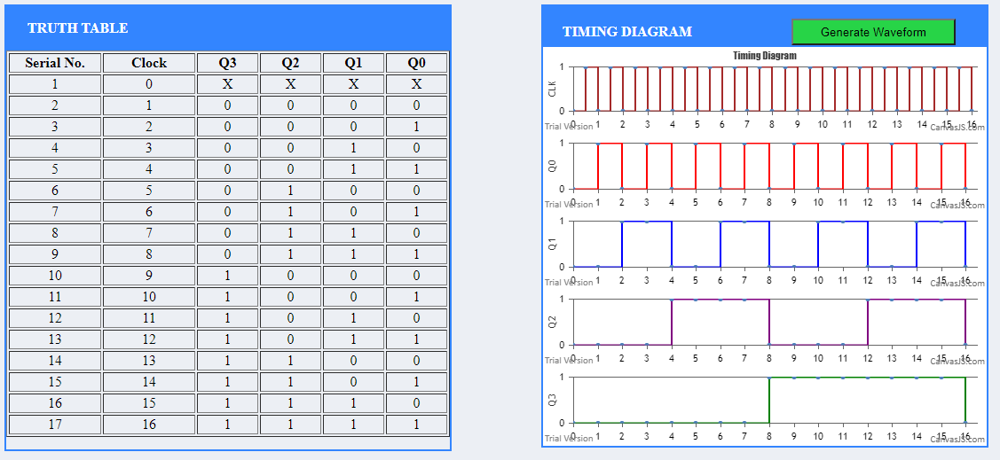 TRUTH TABLE
Serial No. Clock Q3 Q2 Q1 Q0
1 0 X X X X
2 1 0 0 0 0
3 2 0 0 0 1
4 3 0 0 1 0
5 4 0 0 1 1
6 5 0 1 0 0
7 6 0 1 0 1
8 7 0 1 1 0
9 8 0 1 1 1
10 9 1 0 0 0
11 10 1 0 0 1
12 11 1 0 1 0
13 12 1 0 1 1
14 13 1 1 0 0
15 14 1 1 0 1
16 15 1 1 1 0
17 16 1 1 1 1
TIMING DIAGRAM Generate Waveform
Timing Diagram
1
CLK
0
0 1 2 3 4 5 6 7 8 9 10 11 12 13 14 15 16
Trial Version CanvasJS.com
1
Q0
0
0 1 2 3 4 5 6 7 8 9 10 11 12 13 14 15 16
Trial Version CanvasJS.com
1
Q1
0
0 1 2 3 4 5 6 7 8 9 10 11 12 13 14 15 16
Trial Version CanvasJS.com
1
Q2
0
0 1 2 3 4 5 6 7 8 9 10 11 12 13 14 15 16
Trial Version CanvasJS.com
1
Q3
0
0 1 2 3 4 5 6 7 8 9 10 11 12 13 14 15 16
Trial Version CanvasJS.com